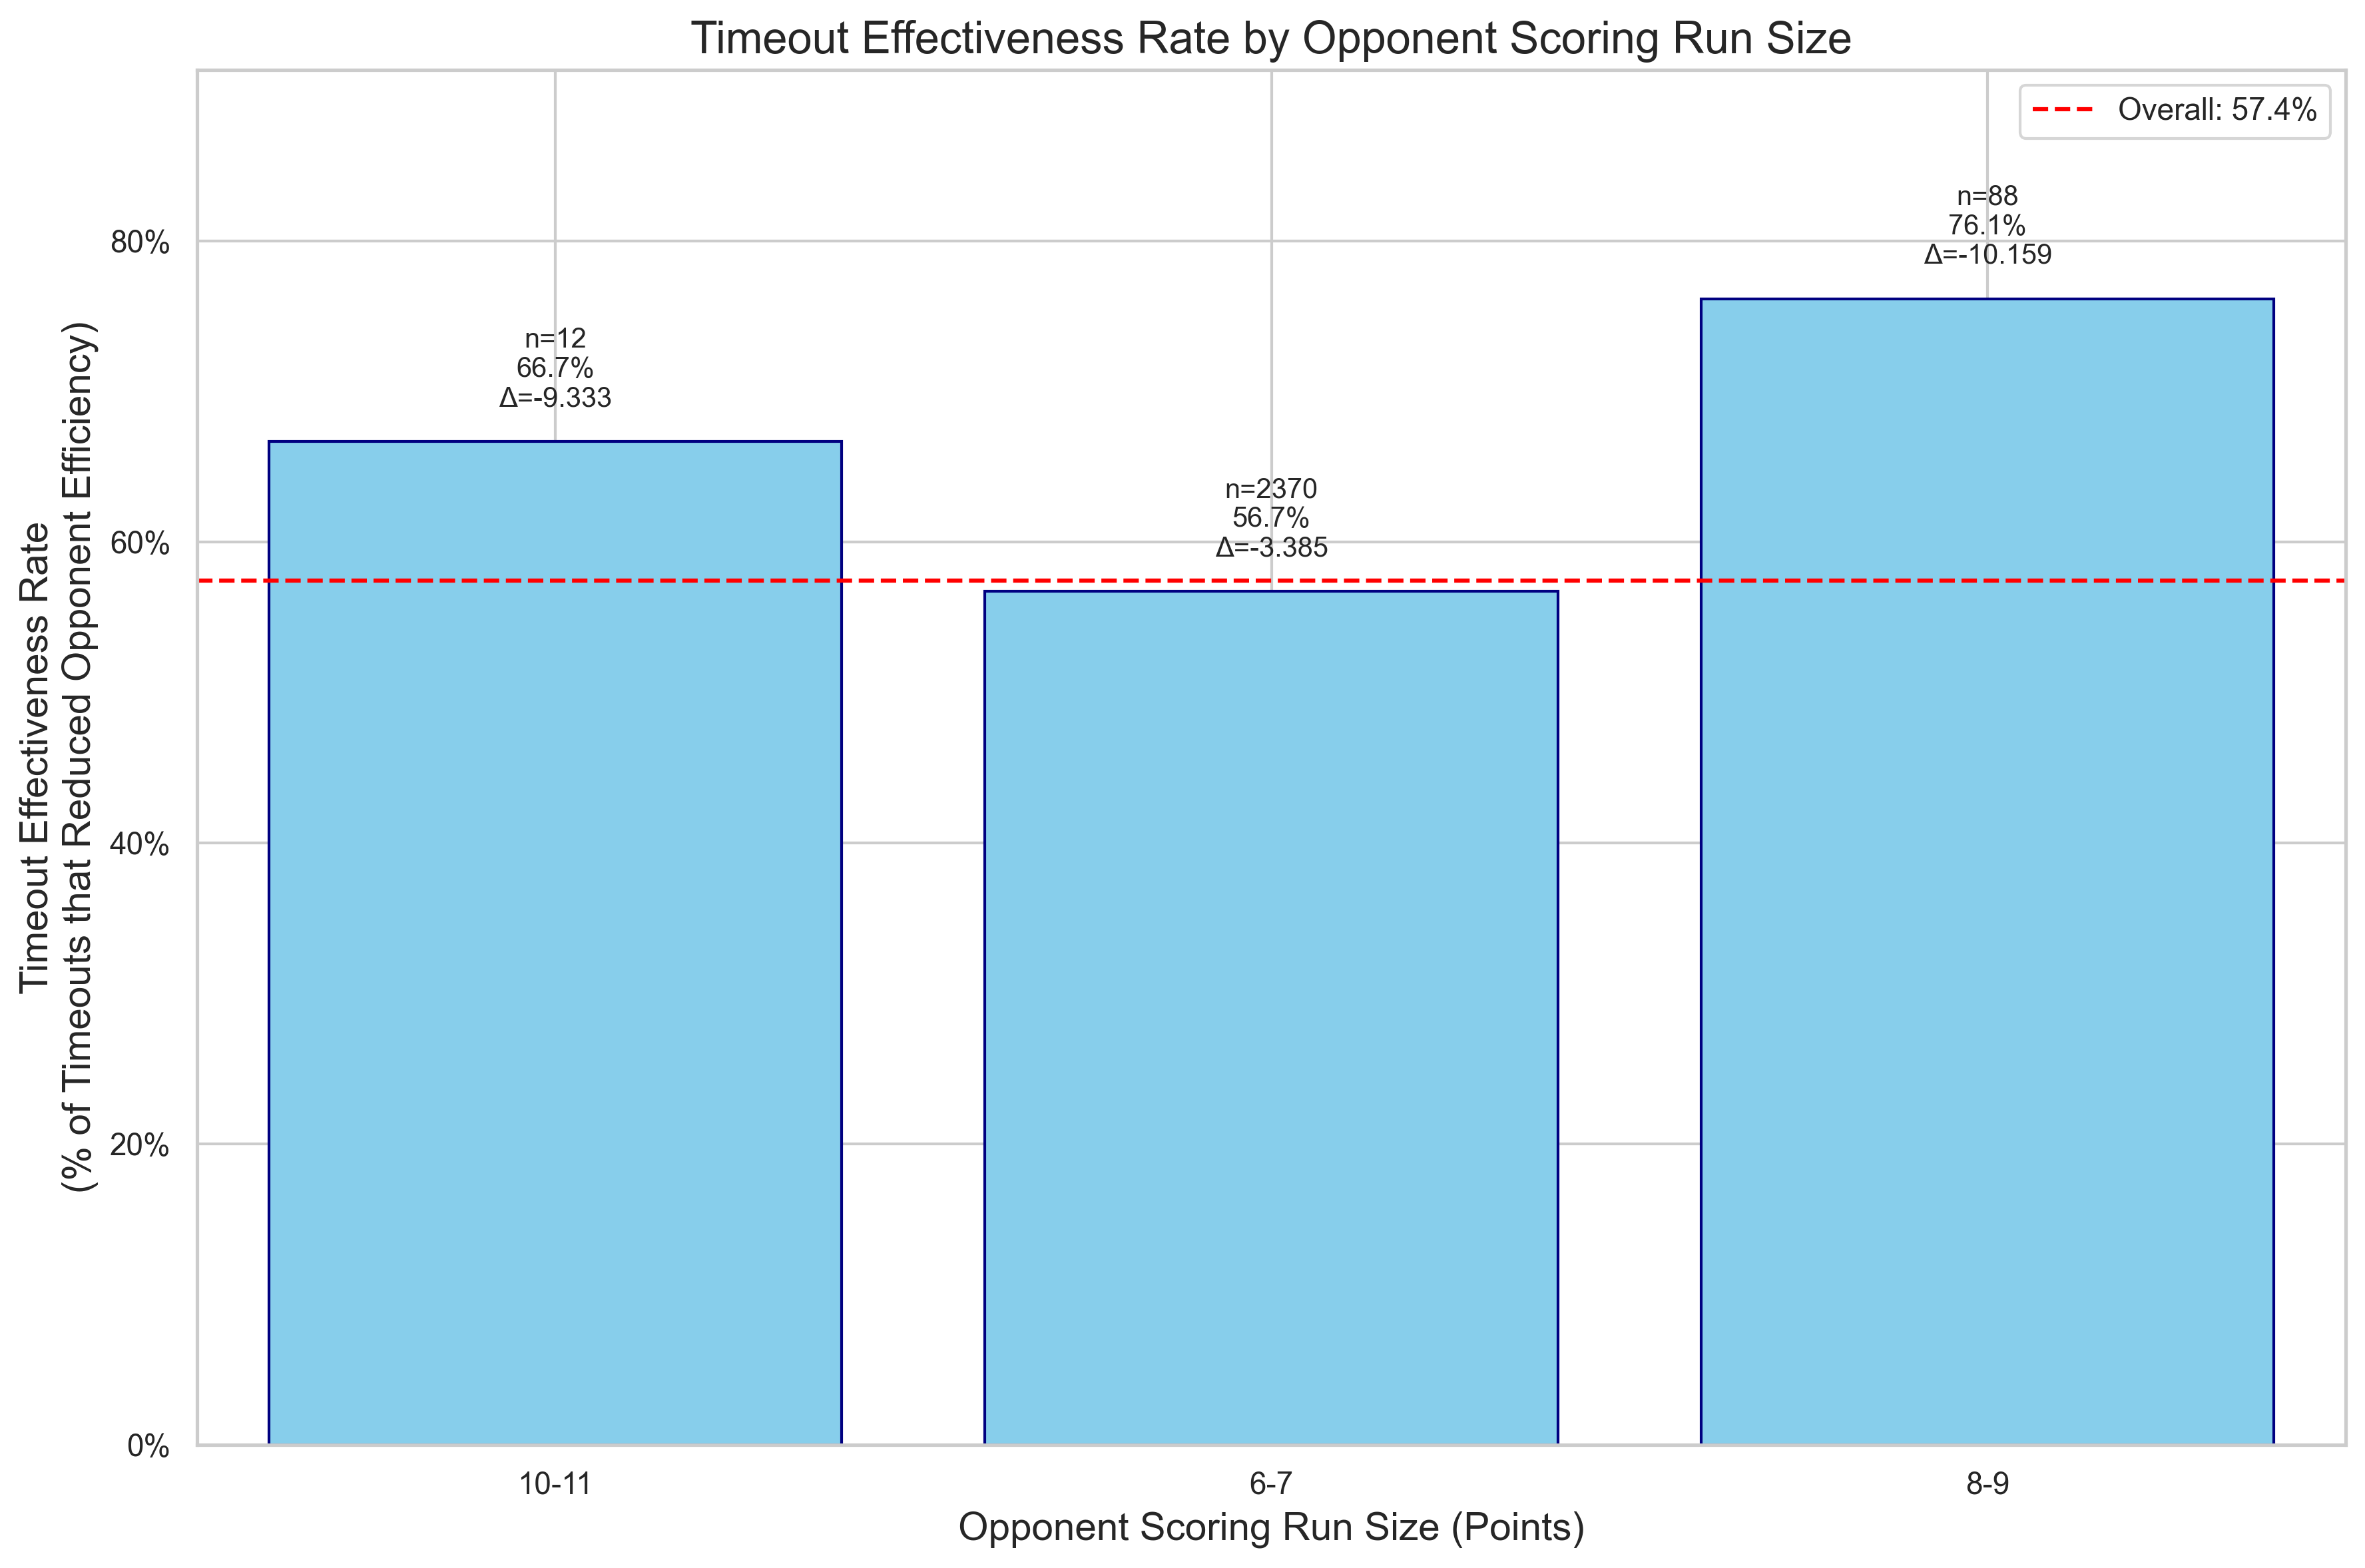 Timeout Effectiveness Rate by Opponent Scoring Run Size
Overall: 57.4%
Timeout Effectiveness Rate
(% of Timeouts that Reduced Opponent Efficiency)
80%
60%
40%
20%
0%
n=12
66.7%
Δ=-9.333
n=2370
56.7%
Δ=-3.385
n=88
76.1%
Δ=-10.159
10-11
6-7
8-9
Opponent Scoring Run Size (Points)